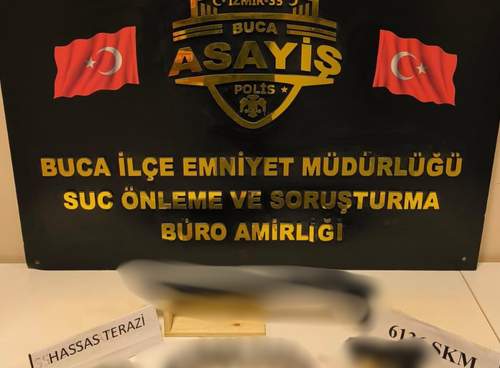 İZMİR-35
BUCA
ASAYİŞ
POLİS
BUCA İLÇE EMNİYET MÜDÜRLÜĞÜ
SUC ÖNLEME VE SORUŞTURMA
BÜRO AMİRLİĞİ
HASSAS TERAZİ
SKM